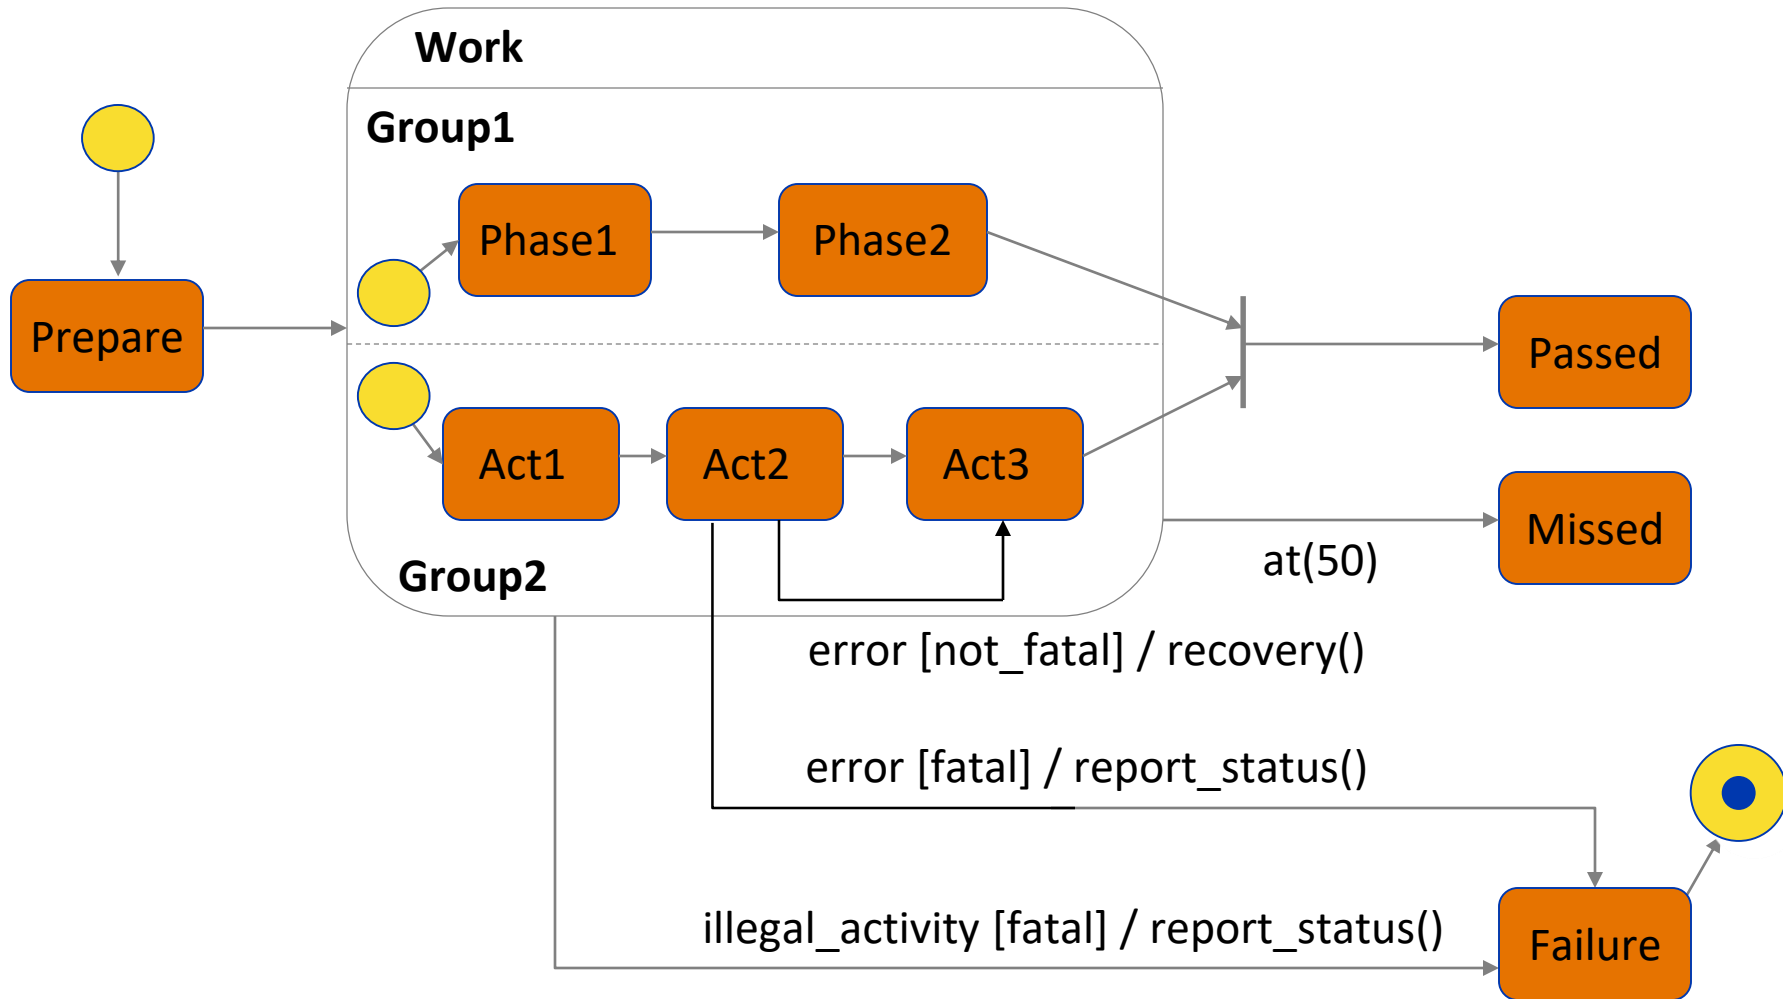 Work
Group1
Phase1
Phase2
Prepare
Passed
Act1
Act2
Act3
Missed
at(50)
Group2
error [not_fatal] / recovery()
error [fatal] / report_status()
illegal_activity [fatal] / report_status()
Failure